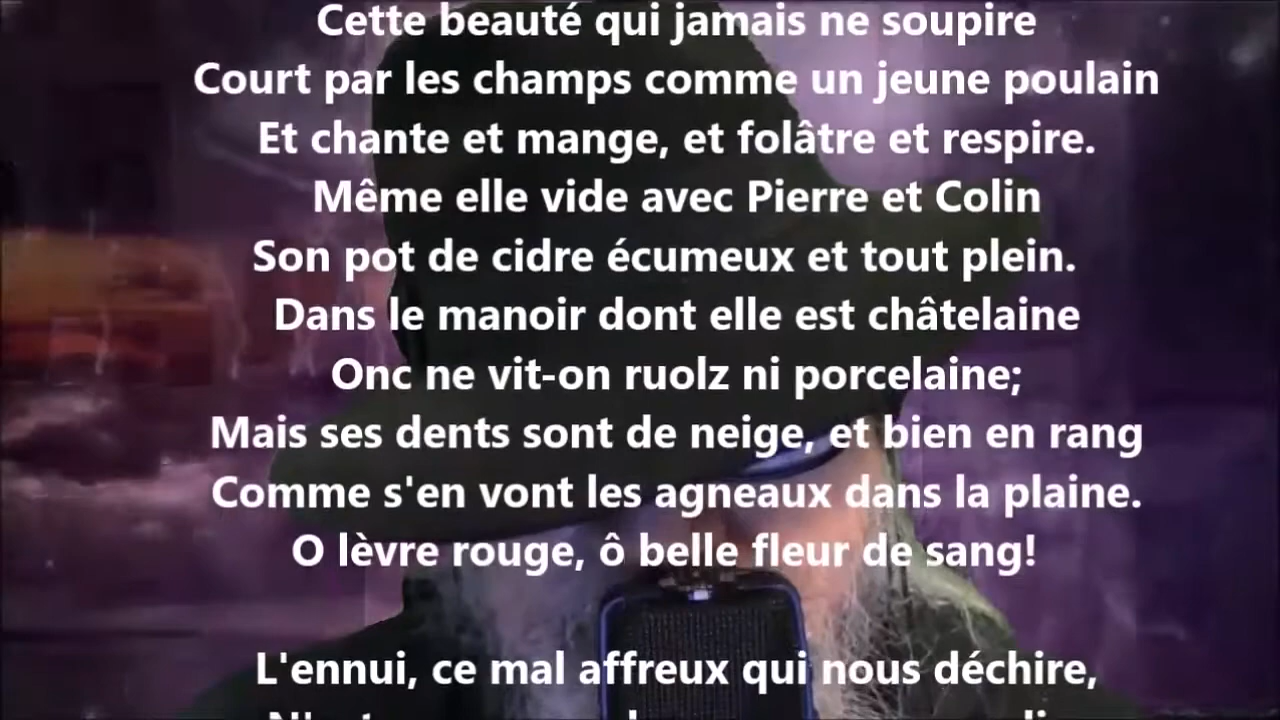 Cette beauté qui jamais ne soupire
Court par les champs comme un jeune poulain
Et chante et mange, et folâtre et respire.
Même elle vide avec Pierre et Colin
Son pot de cidre écumeux et tout plein.
Dans le manoir dont elle est châtelaine
Onc ne vit-on ruolz ni porcelaine;
Mais ses dents sont de neige, et bien en rang
Comme s'en vont les agneaux dans la plaine.
O lèvre rouge, ô belle fleur de sang!
L'ennui, ce mal affreux qui nous déchire,